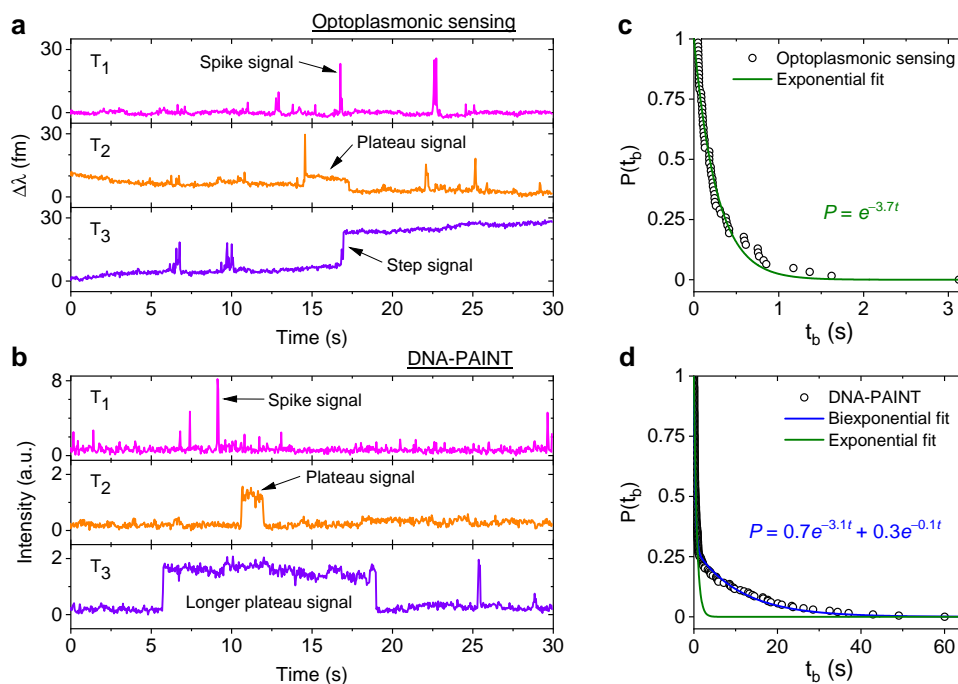 a
Optoplasmonic sensing
30
0
T1
Spike signal
30
0
T2
Plateau signal
30
0
T3
Step signal
Δλ (fm)
0 5 10 15 20 25 30
Time (s)
b
DNA-PAINT
8
4
0
T1
Spike signal
2
0
T2
Plateau signal
2
0
T3
Longer plateau signal
Intensity (a.u.)
0 5 10 15 20 25 30
Time (s)
c
1
0.75
0.5
0.25
0
P(tb)
Optoplasmonic sensing
Exponential fit
P = e–3.7t
0 1 2 3
tb (s)
d
1
0.75
0.5
0.25
0
P(tb)
DNA-PAINT
Biexponential fit
Exponential fit
P = 0.7e–3.1t + 0.3e–0.1t
0 20 40 60
tb (s)